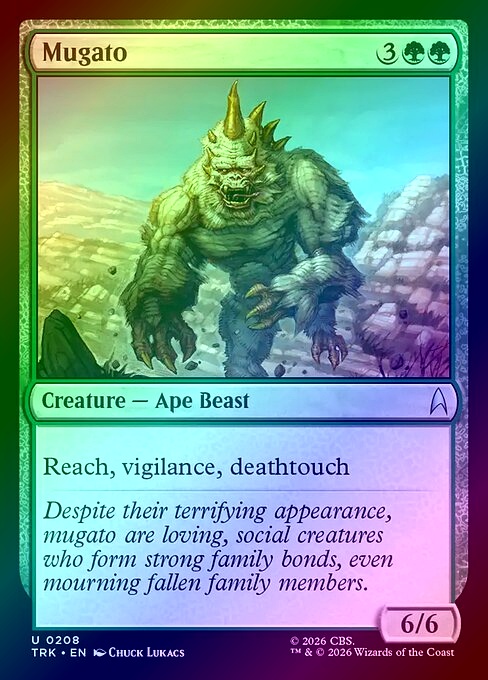 Mugato 3
Creature — Ape Beast
Reach, vigilance, deathtouch
Despite their terrifying appearance,
mugato are loving, social creatures
who form strong family bonds, even
mourning fallen family members.
6/6
U 0208
TRK • EN Chuck Lukacs
© 2026 CBS.
™ & © 2026 Wizards of the Coast